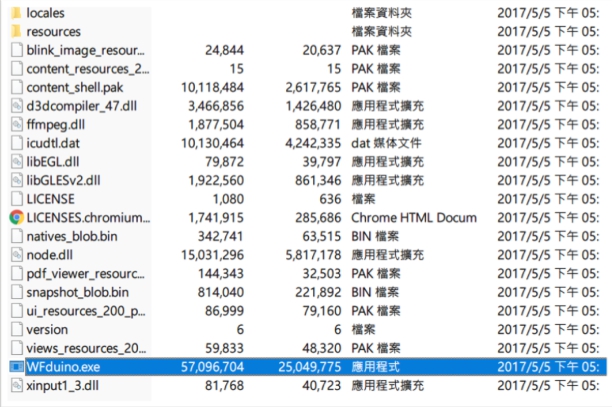 locales 檔案資料夾 2017/5/5 下午 05:
resources 檔案資料夾 2017/5/5 下午 05:
blink_image_resour... 24,844 20,637 PAK 檔案 2017/5/5 下午 05:
content_resources_2... 15 15 PAK 檔案 2017/5/5 下午 05:
content_shell.pak 10,118,484 2,617,765 PAK 檔案 2017/5/5 下午 05:
d3dcompiler_47.dll 3,466,856 1,426,480 應用程式擴充 2017/5/5 下午 05:
ffmpeg.dll 1,877,504 858,771 應用程式擴充 2017/5/5 下午 05:
icudtl.dat 10,130,464 4,242,335 dat 媒体文件 2017/5/5 下午 05:
libEGL.dll 79,872 39,797 應用程式擴充 2017/5/5 下午 05:
libGLESv2.dll 1,922,560 861,346 應用程式擴充 2017/5/5 下午 05:
LICENSE 1,080 636 檔案 2017/5/5 下午 05:
LICENSES.chromium... 1,741,915 285,686 Chrome HTML Docum 2017/5/5 下午 05:
natives_blob.bin 342,741 63,515 BIN 檔案 2017/5/5 下午 05:
node.dll 15,031,296 5,817,178 應用程式擴充 2017/5/5 下午 05:
pdf_viewer_resourc... 144,343 32,503 PAK 檔案 2017/5/5 下午 05:
snapshot_blob.bin 814,040 221,892 BIN 檔案 2017/5/5 下午 05:
ui_resources_200_p... 86,999 79,160 PAK 檔案 2017/5/5 下午 05:
version 6 6 檔案 2017/5/5 下午 05:
views_resources_20... 59,833 48,320 PAK 檔案 2017/5/5 下午 05:
WFduino.exe 57,096,704 25,049,775 應用程式 2017/5/5 下午 05:
xinput1_3.dll 81,768 40,723 應用程式擴充 2017/5/5 下午 05: